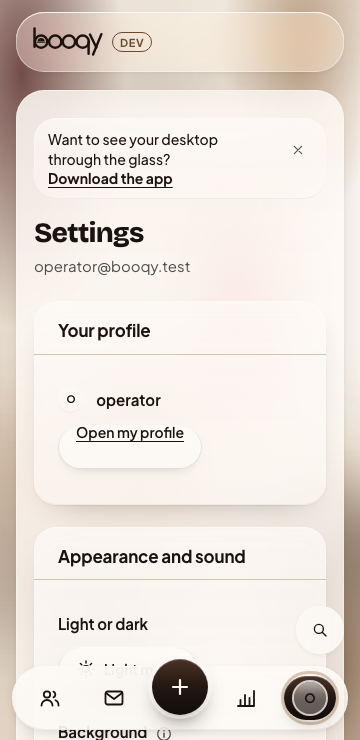 booqy DEV
Want to see your desktop
through the glass?
Download the app
Settings
operator@booqy.test
Your profile
operator
Open my profile
Appearance and sound
Light or dark
Background